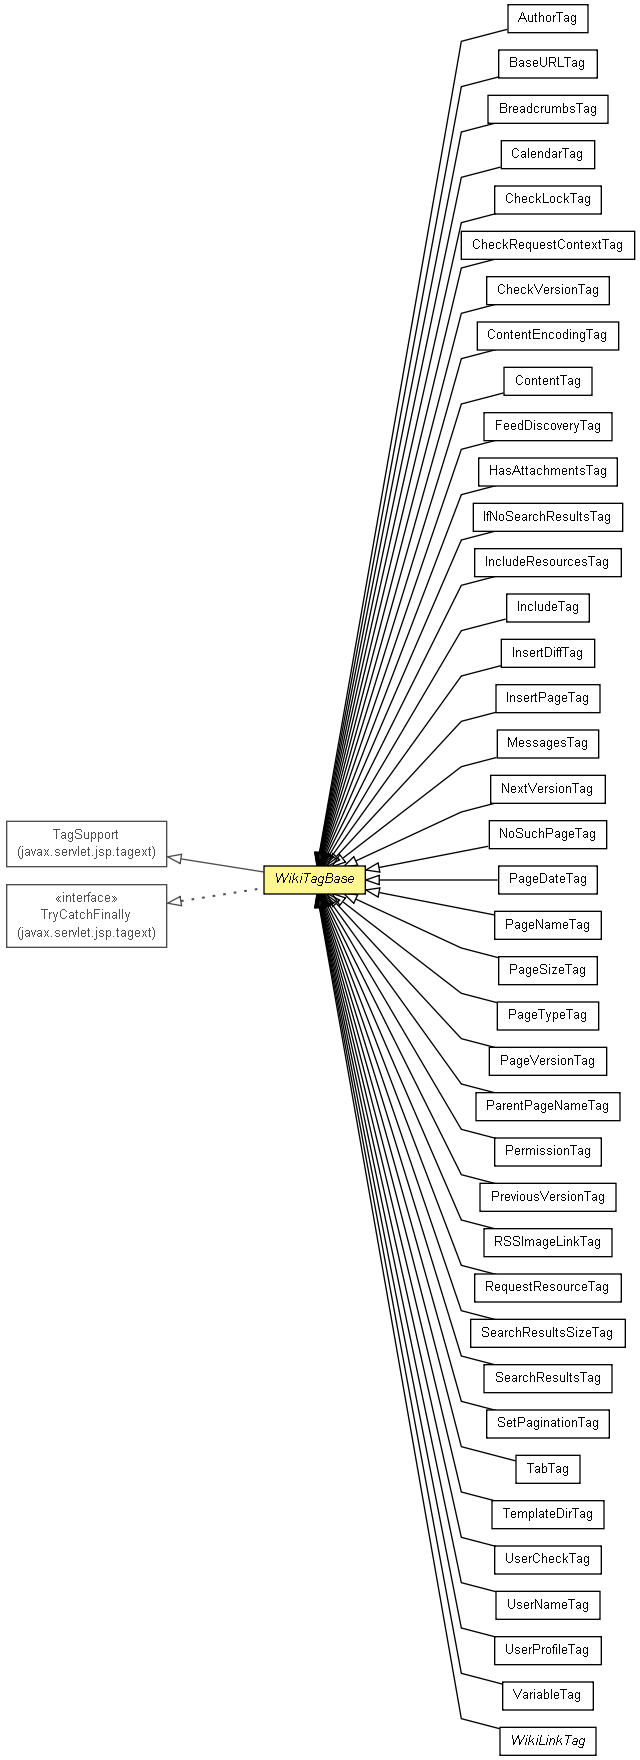 AuthorTag
BaseURLTag
BreadcrumbsTag
CalendarTag
CheckLockTag
CheckRequestContextTag
CheckVersionTag
ContentEncodingTag
ContentTag
FeedDiscoveryTag
HasAttachmentsTag
IfNoSearchResultsTag
IncludeResourcesTag
IncludeTag
InsertDiffTag
InsertPageTag
MessagesTag
NextVersionTag
TagSupport
(javax.servlet.jsp.tagext)
«interface»
TryCatchFinally
(javax.servlet.jsp.tagext)
WikiTagBase
NoSuchPageTag
PageDateTag
PageNameTag
PageSizeTag
PageTypeTag
PageVersionTag
ParentPageNameTag
PermissionTag
PreviousVersionTag
RSSImageLinkTag
RequestResourceTag
SearchResultsSizeTag
SearchResultsTag
SetPaginationTag
TabTag
TemplateDirTag
UserCheckTag
UserNameTag
UserProfileTag
VariableTag
WikiLinkTag